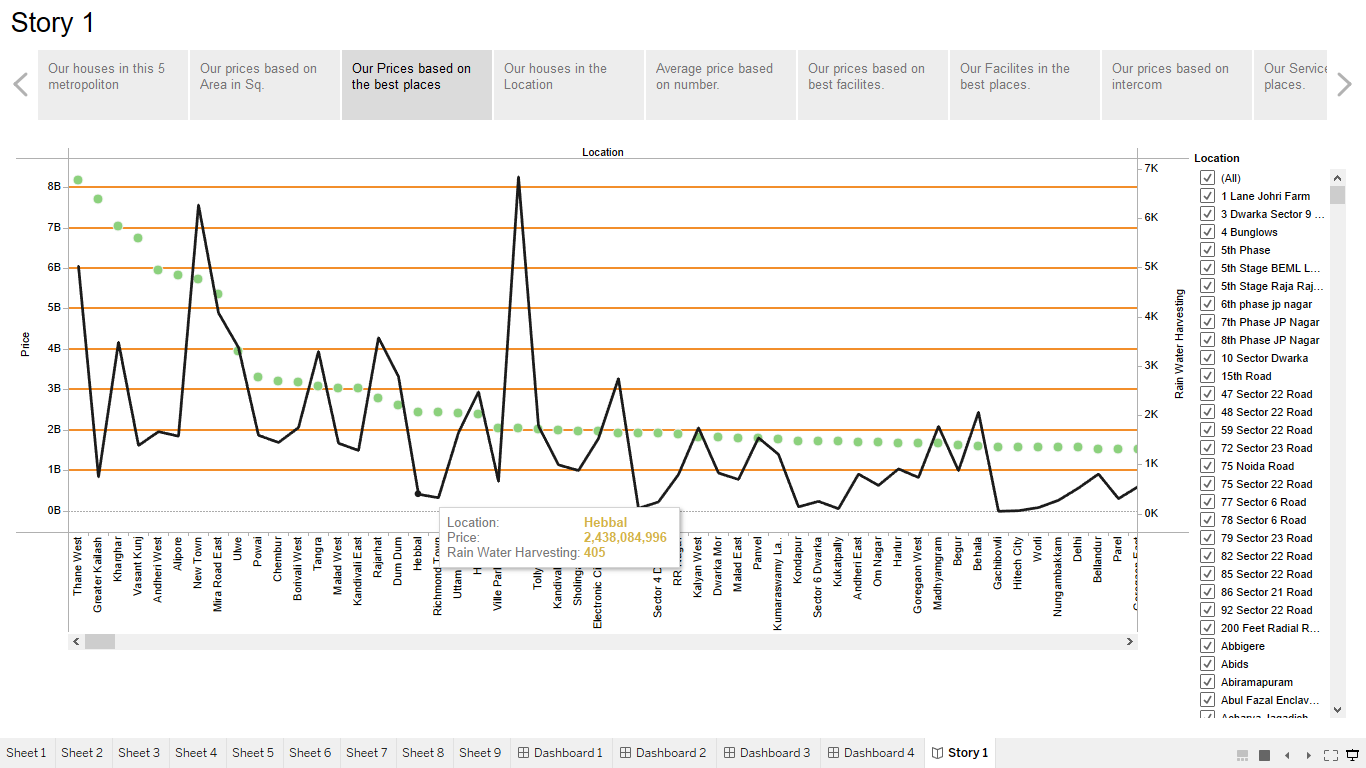 Story 1
Our houses in this 5
metropoliton
Our prices based on
Area in Sq.
Our Prices based on
the best places
Our houses in the
Location
Average price based
on number.
Our prices based on
best facilites.
Our Facilites in the
best places.
Our prices based on
intercom
Our Service
places.
Location
8B
7B
6B
5B
4B
3B
2B
1B
0B
Price
7K
6K
5K
4K
3K
2K
1K
0K
Rain Water Harvesting
Location: Hebbal
Price: 2,438,084,996
Rain Water Harvesting: 405
Thane West
Greater Kailash
Kharghar
Vasant Kunj
Andheri West
Alipore
New Town
Mira Road East
Ulwe
Powai
Chembur
Borivali West
Tangra
Malad West
Kandivali East
Rajarhat
Dum Dum
Hebbal
Richmond Town
Uttam
H
Ville Parl
Tolly
Kandival
Sholing
Electronic Ci
Sector 4 D
RR Nagar
Kalyan West
Dwarka Mor
Malad East
Panvel
Kumaraswamy La..
Kondapur
Sector 6 Dwarka
Kukatpally
Andheri East
Om Nagar
Harlur
Goregaon West
Madhyamgram
Begur
Behala
Gachibowli
Hitech City
Worli
Nungambakkam
Delhi
Bellandur
Parel
Goregaon East
Location
(All)
1 Lane Johri Farm
3 Dwarka Sector 9 ...
4 Bunglows
5th Phase
5th Stage BEML L...
5th Stage Raja Raj...
6th phase jp nagar
7th Phase JP Nagar
8th Phase JP Nagar
10 Sector Dwarka
15th Road
47 Sector 22 Road
48 Sector 22 Road
59 Sector 22 Road
72 Sector 23 Road
75 Noida Road
75 Sector 22 Road
77 Sector 6 Road
78 Sector 6 Road
79 Sector 23 Road
82 Sector 22 Road
85 Sector 22 Road
86 Sector 21 Road
92 Sector 22 Road
200 Feet Radial R...
Abbigere
Abids
Abiramapuram
Abul Fazal Enclav...
Acharya Jagadish
Sheet 1
Sheet 2
Sheet 3
Sheet 4
Sheet 5
Sheet 6
Sheet 7
Sheet 8
Sheet 9
Dashboard 1
Dashboard 2
Dashboard 3
Dashboard 4
Story 1